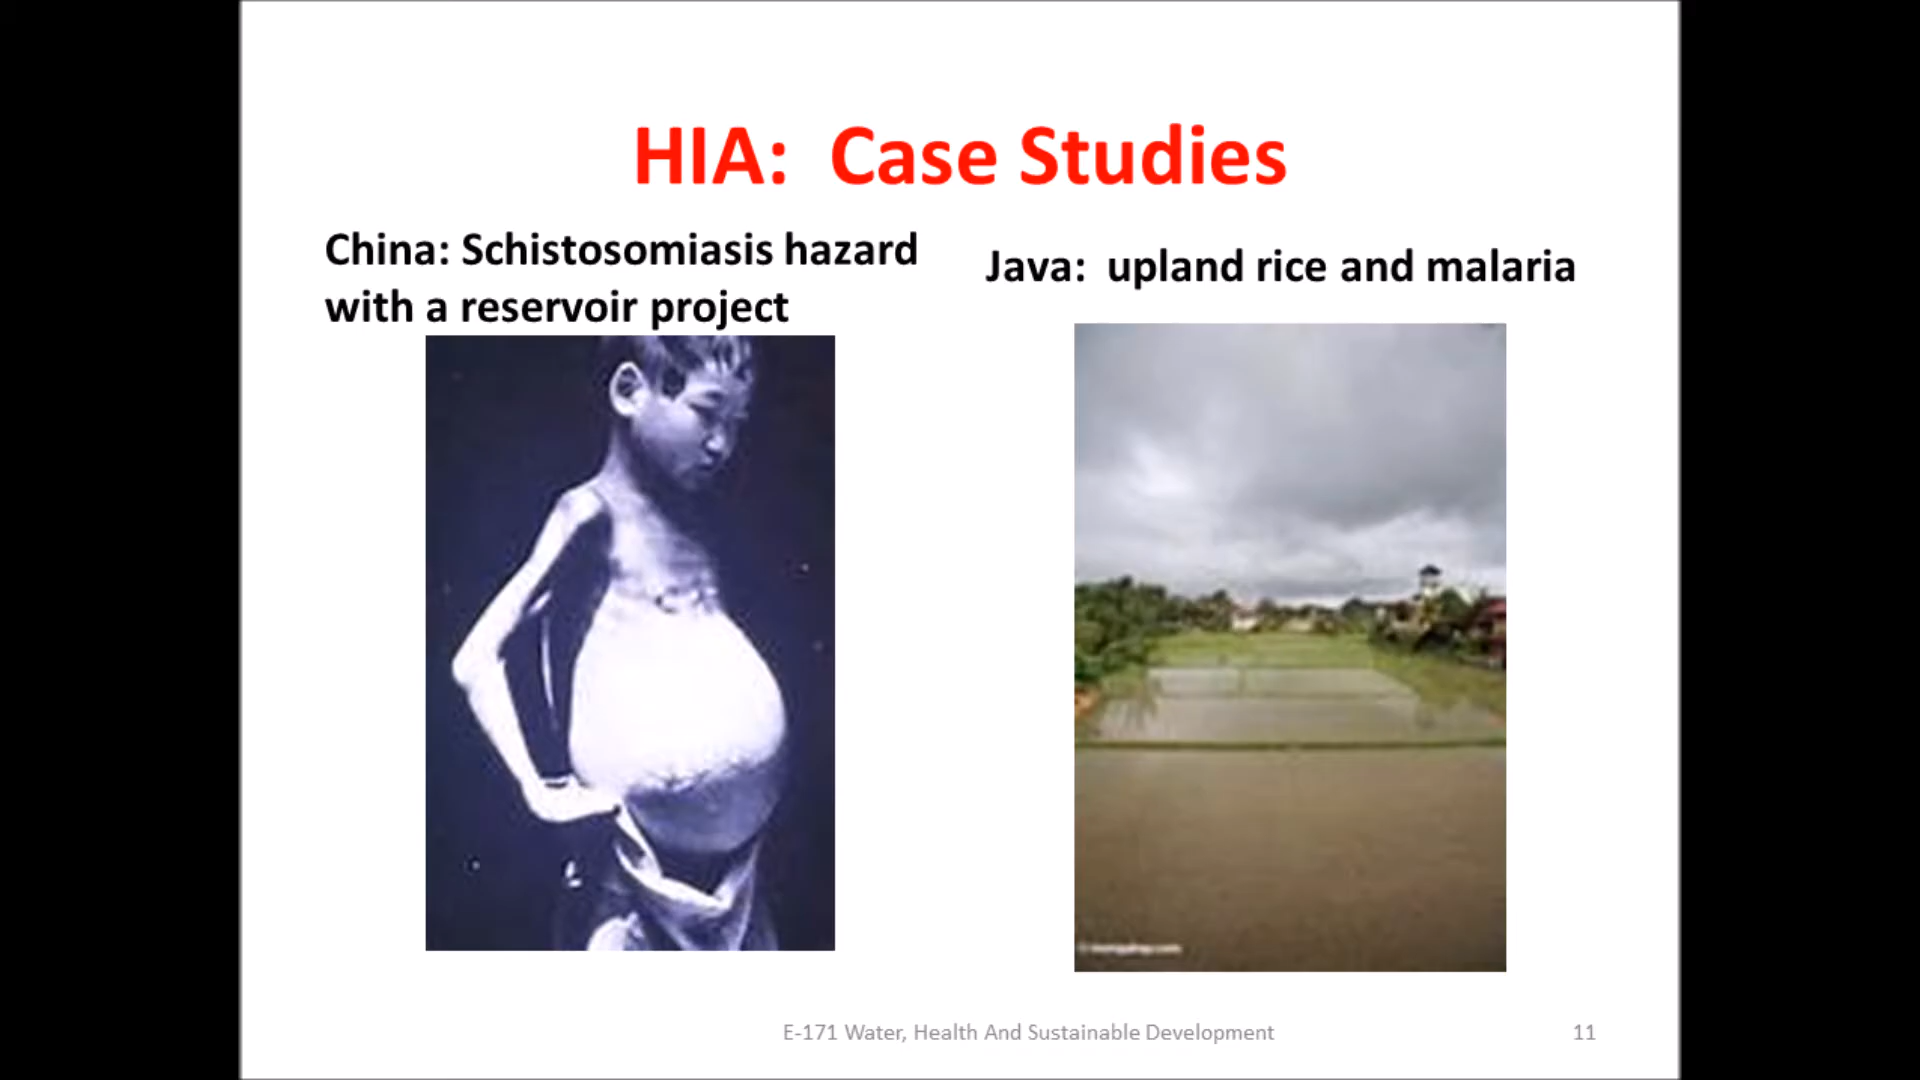 HIA: Case Studies
China: Schistosomiasis hazard
with a reservoir project
Java: upland rice and malaria
E-171 Water, Health And Sustainable Development
11